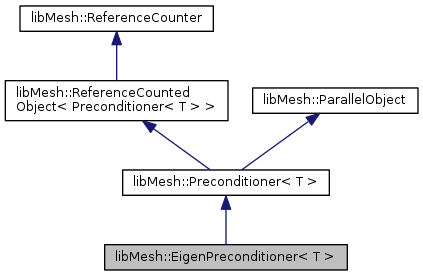 libMesh::ReferenceCounter
libMesh::ReferenceCounted
Object< Preconditioner< T > >
libMesh::ParallelObject
libMesh::Preconditioner< T >
libMesh::EigenPreconditioner< T >